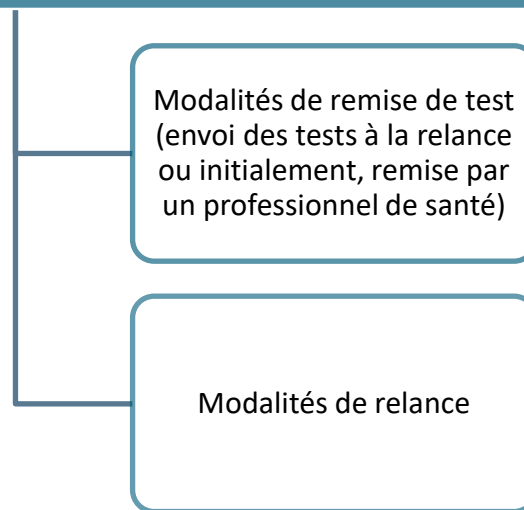 Modalités de remise de test
(envoi des tests à la relance
ou initialement, remise par
un professionnel de santé)
Modalités de relance